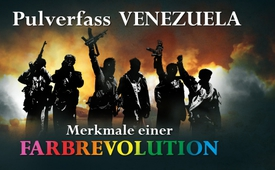 Pulverfass VENEZUELA
Merkmale einer
FARBREVOLUTION